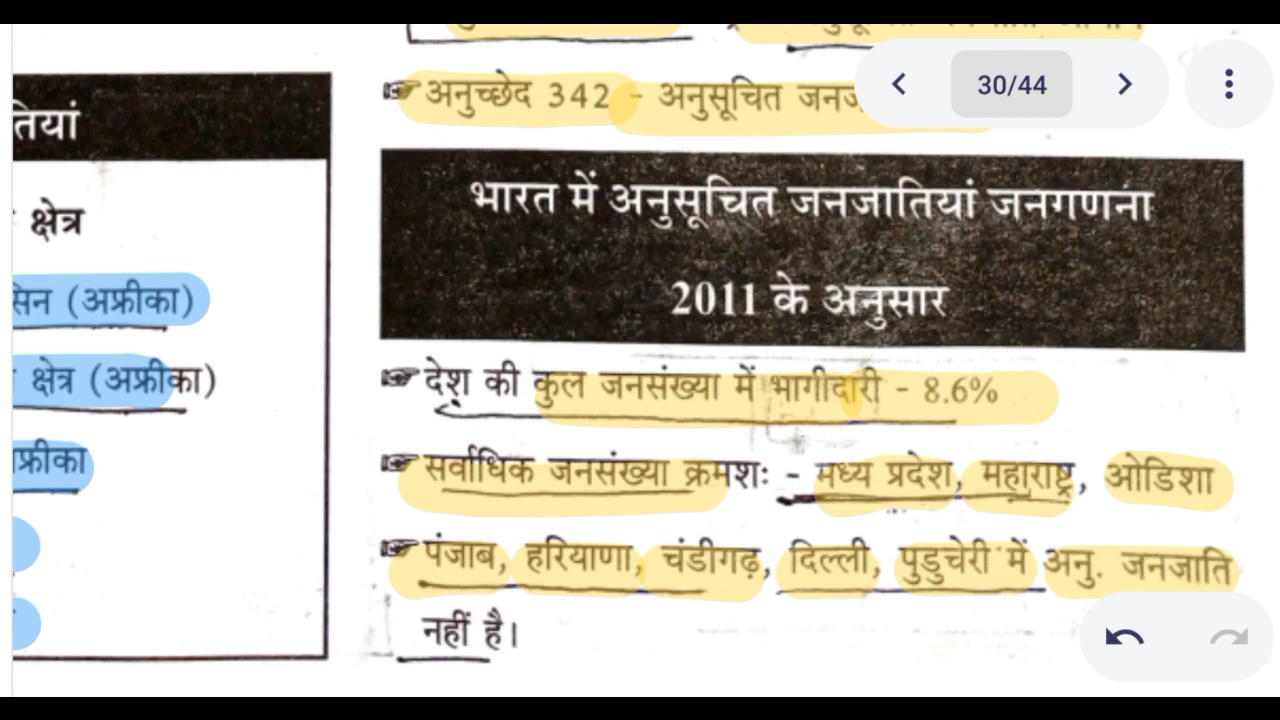 तियां
क्षेत्र
सिन (अफ्रीका)
क्षेत्र (अफ्रीका)
फ्रीका
अनुच्छेद 342 - अनुसूचित
30/44
भारत में अनुसूचित जनजातियां जनगणना
2011 के अनुसार
देश की कुल जनसंख्या में भागीदारी - 8.6%
सर्वाधिक जनसंख्या क्रमशः - मध्य प्रदेश, महाराष्ट्र, ओडिशा
पंजाब, हरियाणा, चंडीगढ़, दिल्ली, पुडुचेरी में अनु. जनजाति
नहीं है।